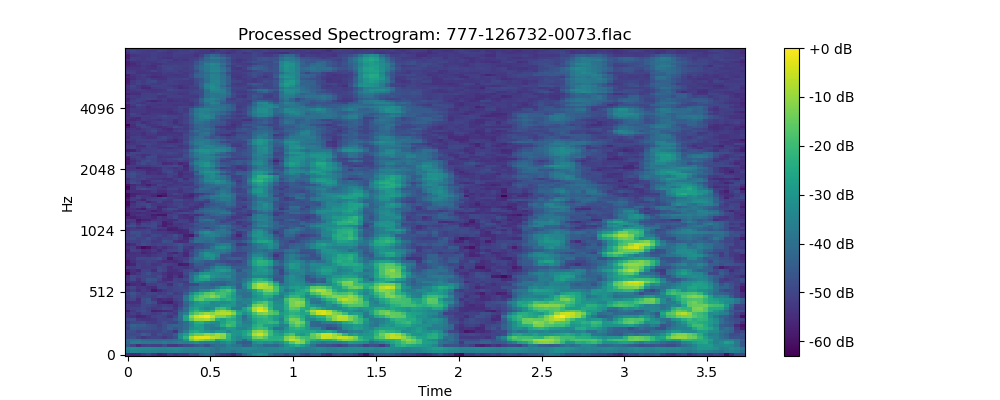 Processed Spectrogram: 777-126732-0073.flac
+0 dB
-10 dB
-20 dB
-30 dB
-40 dB
-50 dB
-60 dB
4096
2048
1024
512
0
Hz
0
0.5
1
1.5
2
2.5
3
3.5
Time